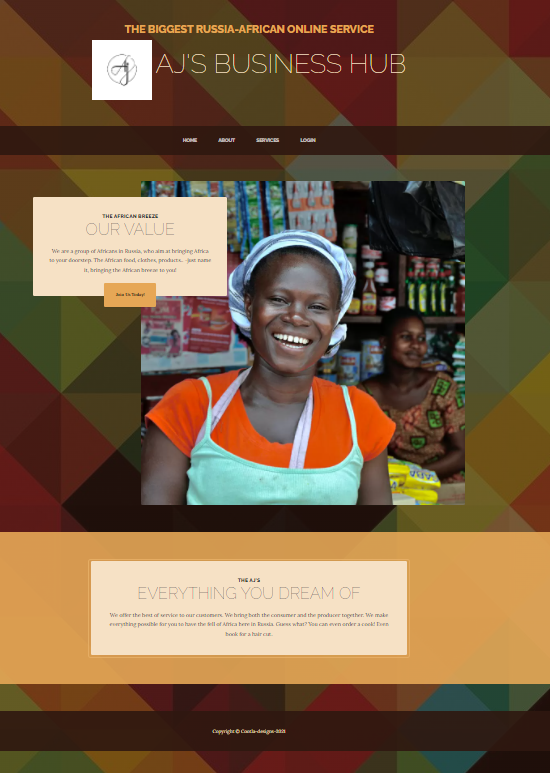 THE BIGGEST RUSSIA-AFRICAN ONLINE SERVICE
Aj
AJ'S BUSINESS HUB
HOME ABOUT SERVICES LOGIN
THE AFRICAN BREEZE
OUR VALUE
We are a group of Africans in Russia, who aim at bringing Africa
to your doorstep. The African food, clothes, products... -just name
it, bringing the African breeze to you!
Join Us Today!
THE AJ'S
EVERYTHING YOU DREAM OF
We offer the best of service to our customers. We bring both the consumer and the producer together. We make
everything possible for you to have the fell of Africa here in Russia. Guess what? You can even order a cook! Even
book for a hair cut.
Copyright © Castla-designs-2021